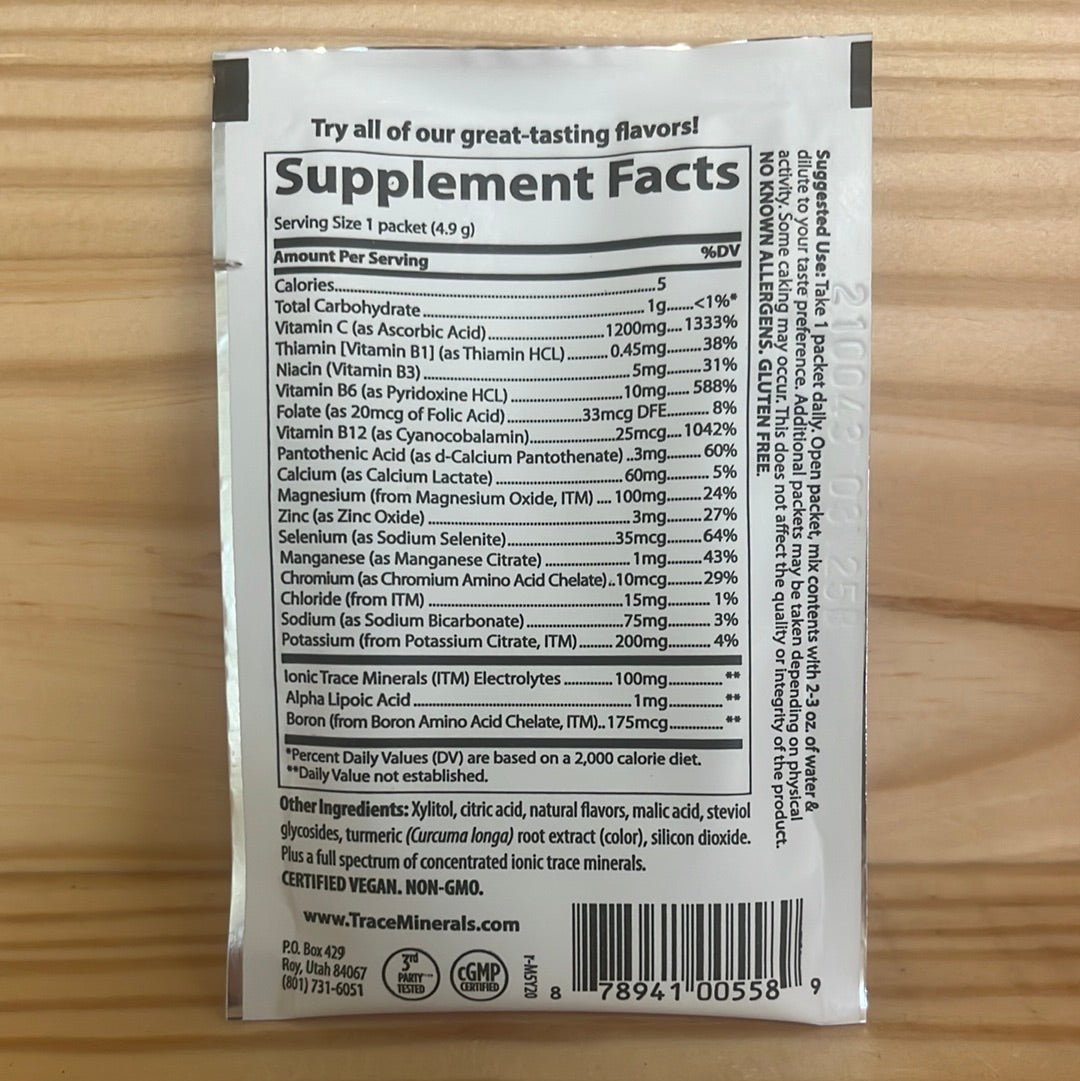 Try all of our great-tasting flavors!
Supplement Facts
Serving Size 1 packet (4.9 g)
Amount Per Serving %DV
Calories 5
Total Carbohydrate 1g <1%*
Vitamin C (as Ascorbic Acid) 1200mg 1333%
Thiamin [Vitamin B1] (as Thiamin HCL) 0.45mg 38%
Niacin (Vitamin B3) 5mg 31%
Vitamin B6 (as Pyridoxine HCL) 10mg 588%
Folate (as 20mcg of Folic Acid) 33mcg DFE 8%
Vitamin B12 (as Cyanocobalamin) 25mcg 1042%
Pantothenic Acid (as d-Calcium Pantothenate) 3mg 60%
Calcium (as Calcium Lactate) 60mg 5%
Magnesium (from Magnesium Oxide, ITM) 100mg 24%
Zinc (as Zinc Oxide) 3mg 27%
Selenium (as Sodium Selenite) 35mcg 64%
Manganese (as Manganese Citrate) 1mg 43%
Chromium (as Chromium Amino Acid Chelate) 10mcg 29%
Chloride (from ITM) 15mg 1%
Sodium (as Sodium Bicarbonate) 75mg 3%
Potassium (from Potassium Citrate, ITM) 200mg 4%
Ionic Trace Minerals (ITM) Electrolytes 100mg **
Alpha Lipoic Acid 1mg **
Boron (from Boron Amino Acid Chelate, ITM) 175mcg **
*Percent Daily Values (DV) are based on a 2,000 calorie diet.
**Daily Value not established.
Other Ingredients: Xylitol, citric acid, natural flavors, malic acid, steviol
glycosides, turmeric (Curcuma longa) root extract (color), silicon dioxide.
Plus a full spectrum of concentrated ionic trace minerals.
CERTIFIED VEGAN. NON-GMO.
www.TraceMinerals.com
P.O. Box 429
Roy, Utah 84067
(801) 731-6051
3rd
PARTY
TESTED
cGMP
CERTIFIED
r-M5Y20
8 78941 00558 9
Suggested Use: Take 1 packet daily. Open packet, mix contents with 2-3 oz. of water &
dilute to your taste preference. Additional packets may be taken depending on physical
activity. Some caking may occur. This does not affect the quality or integrity of the product.
NO KNOWN ALLERGENS. GLUTEN FREE.